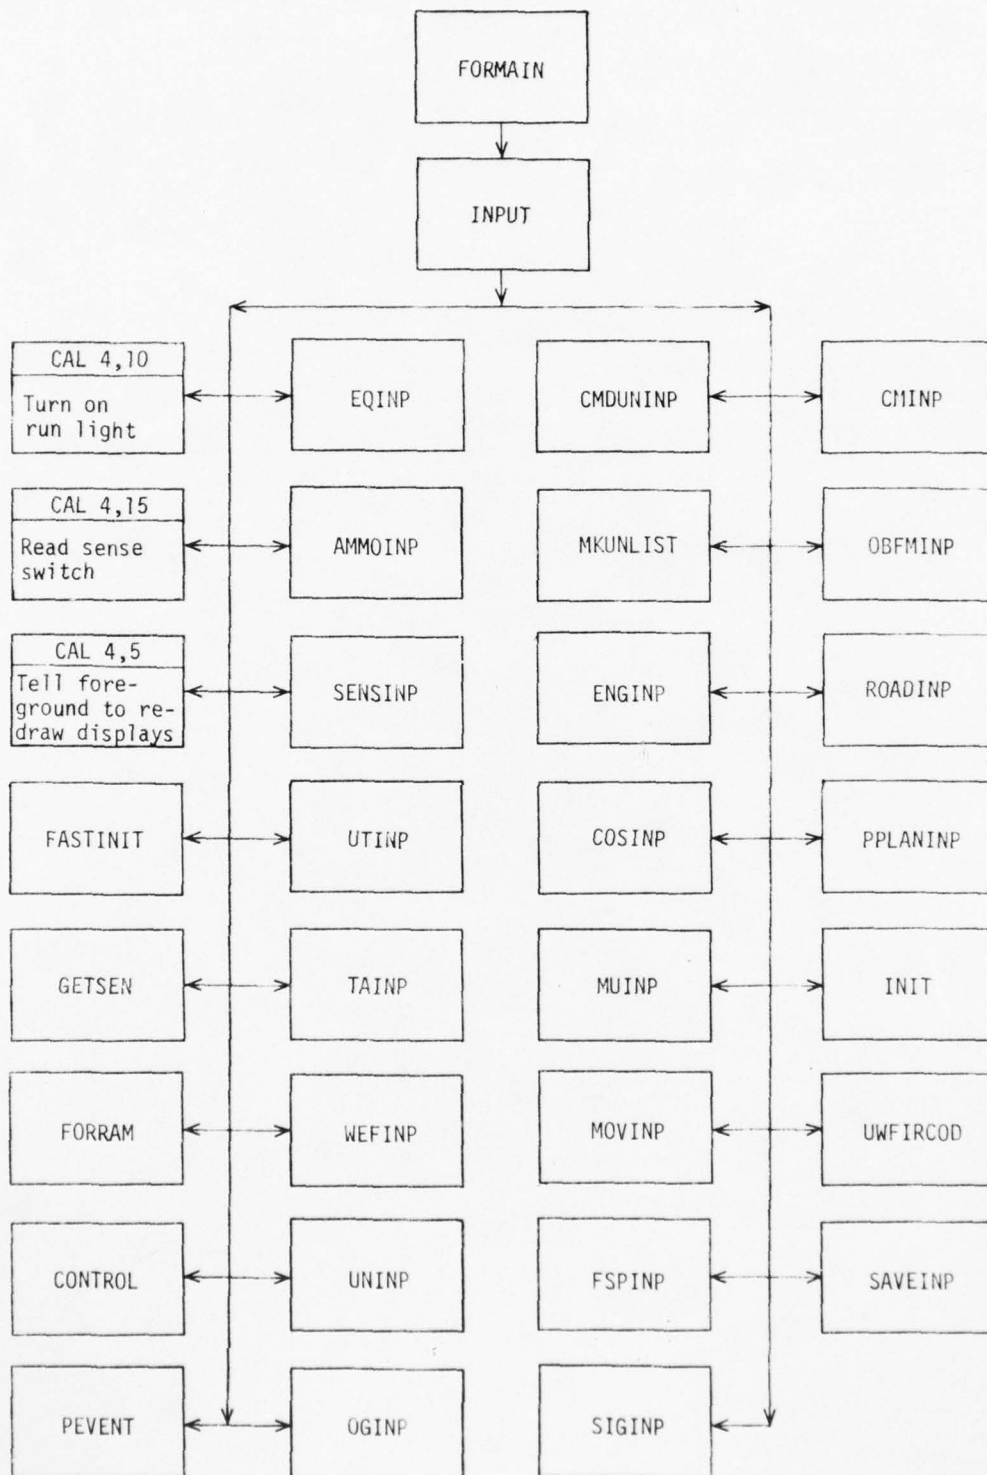 FORMAIN
INPUT
CAL 4,10
Turn on
run light
EQINP
CMDUNINP
CMINP
CAL 4,15
Read sense
switch
AMMOINP
MKUNLIST
OBFMINP
CAL 4,5
Tell fore-
ground to re-
draw displays
SENSINP
ENGINP
ROADINP
FASTINIT
UTINP
COSINP
PPLANINP
GETSEN
TAINP
MUINP
INIT
FORRAM
WEFINP
MOVINP
UWFIRCOD
CONTROL
UNINP
FSPINP
SAVEINP
PEVENT
OGINP
SIGINP